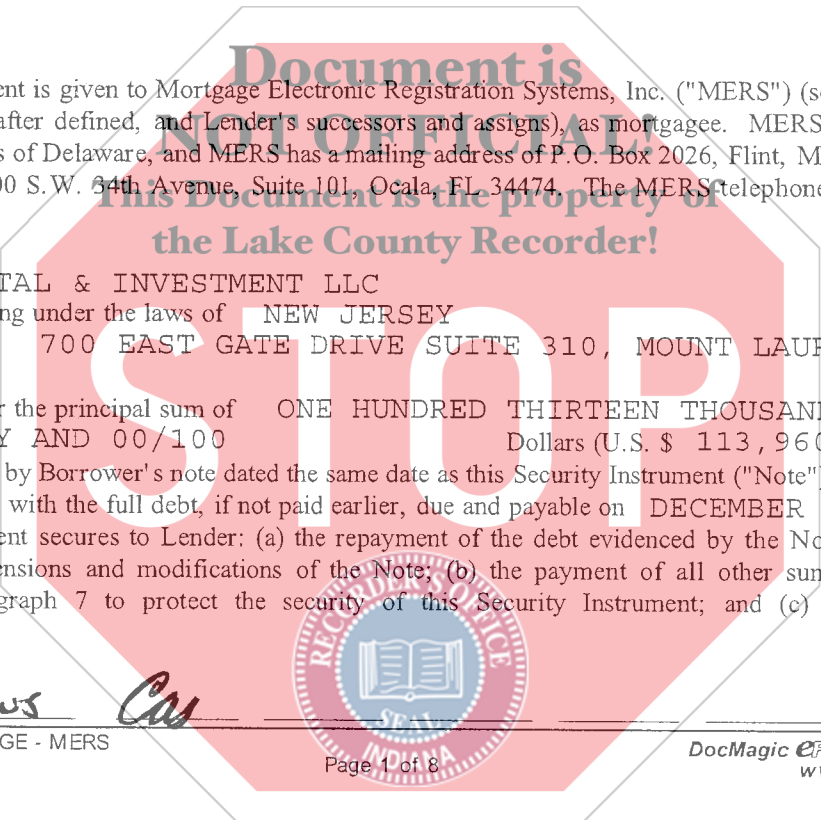 Document is
ent is given to Mortgage Electronic Registration Systems, Inc. ("MERS") (s
after defined, and Lender's successors and assigns), as mortgagee. MERS
NOT OFFICIAL!
s of Delaware, and MERS has a mailing address of P.O. Box 2026, Flint, M
00 S.W. 34th Avenue, Suite 101, Ocala, FL 34474. The MERS telephone
This Document is the property of
the Lake County Recorder!
TAL & INVESTMENT LLC
ng under the laws of NEW JERSEY
700 EAST GATE DRIVE SUITE 310, MOUNT LAUR
STOP
r the principal sum of ONE HUNDRED THIRTEEN THOUSAN
Y AND 00/100 Dollars (U.S. $ 113,960
by Borrower's note dated the same date as this Security Instrument ("Note")
with the full debt, if not paid earlier, due and payable on DECEMBER
ent secures to Lender: (a) the repayment of the debt evidenced by the No
ensions and modifications of the Note; (b) the payment of all other sum
graph 7 to protect the security of this Security Instrument; and (c)
RECORDER'S OFFICE
SEAL
INDIANA
GE - MERS
DocMagic
Page 1 of 8